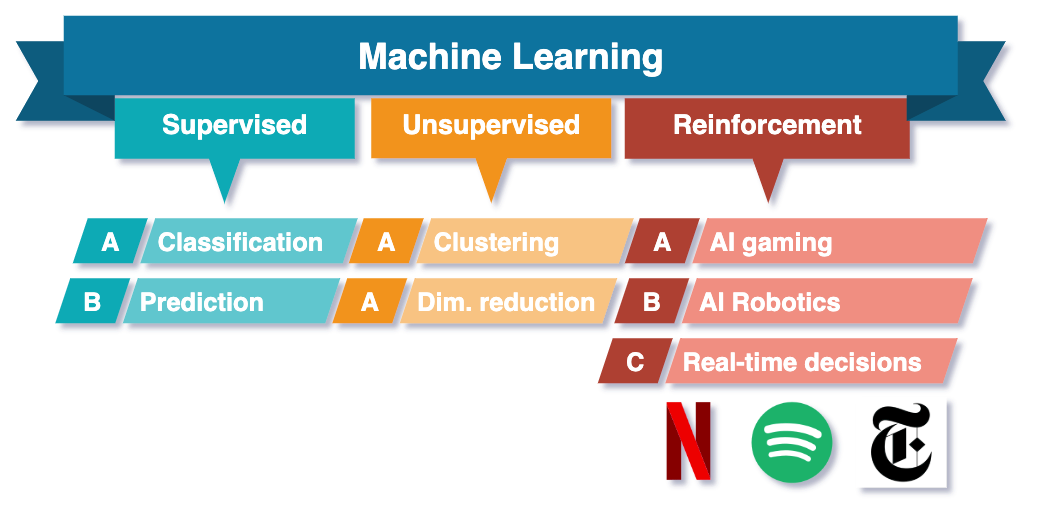 Machine Learning
Supervised
Unsupervised
Reinforcement
A Classification
B Prediction
A Clustering
A Dim. reduction
A AI gaming
B AI Robotics
C Real-time decisions
N
T